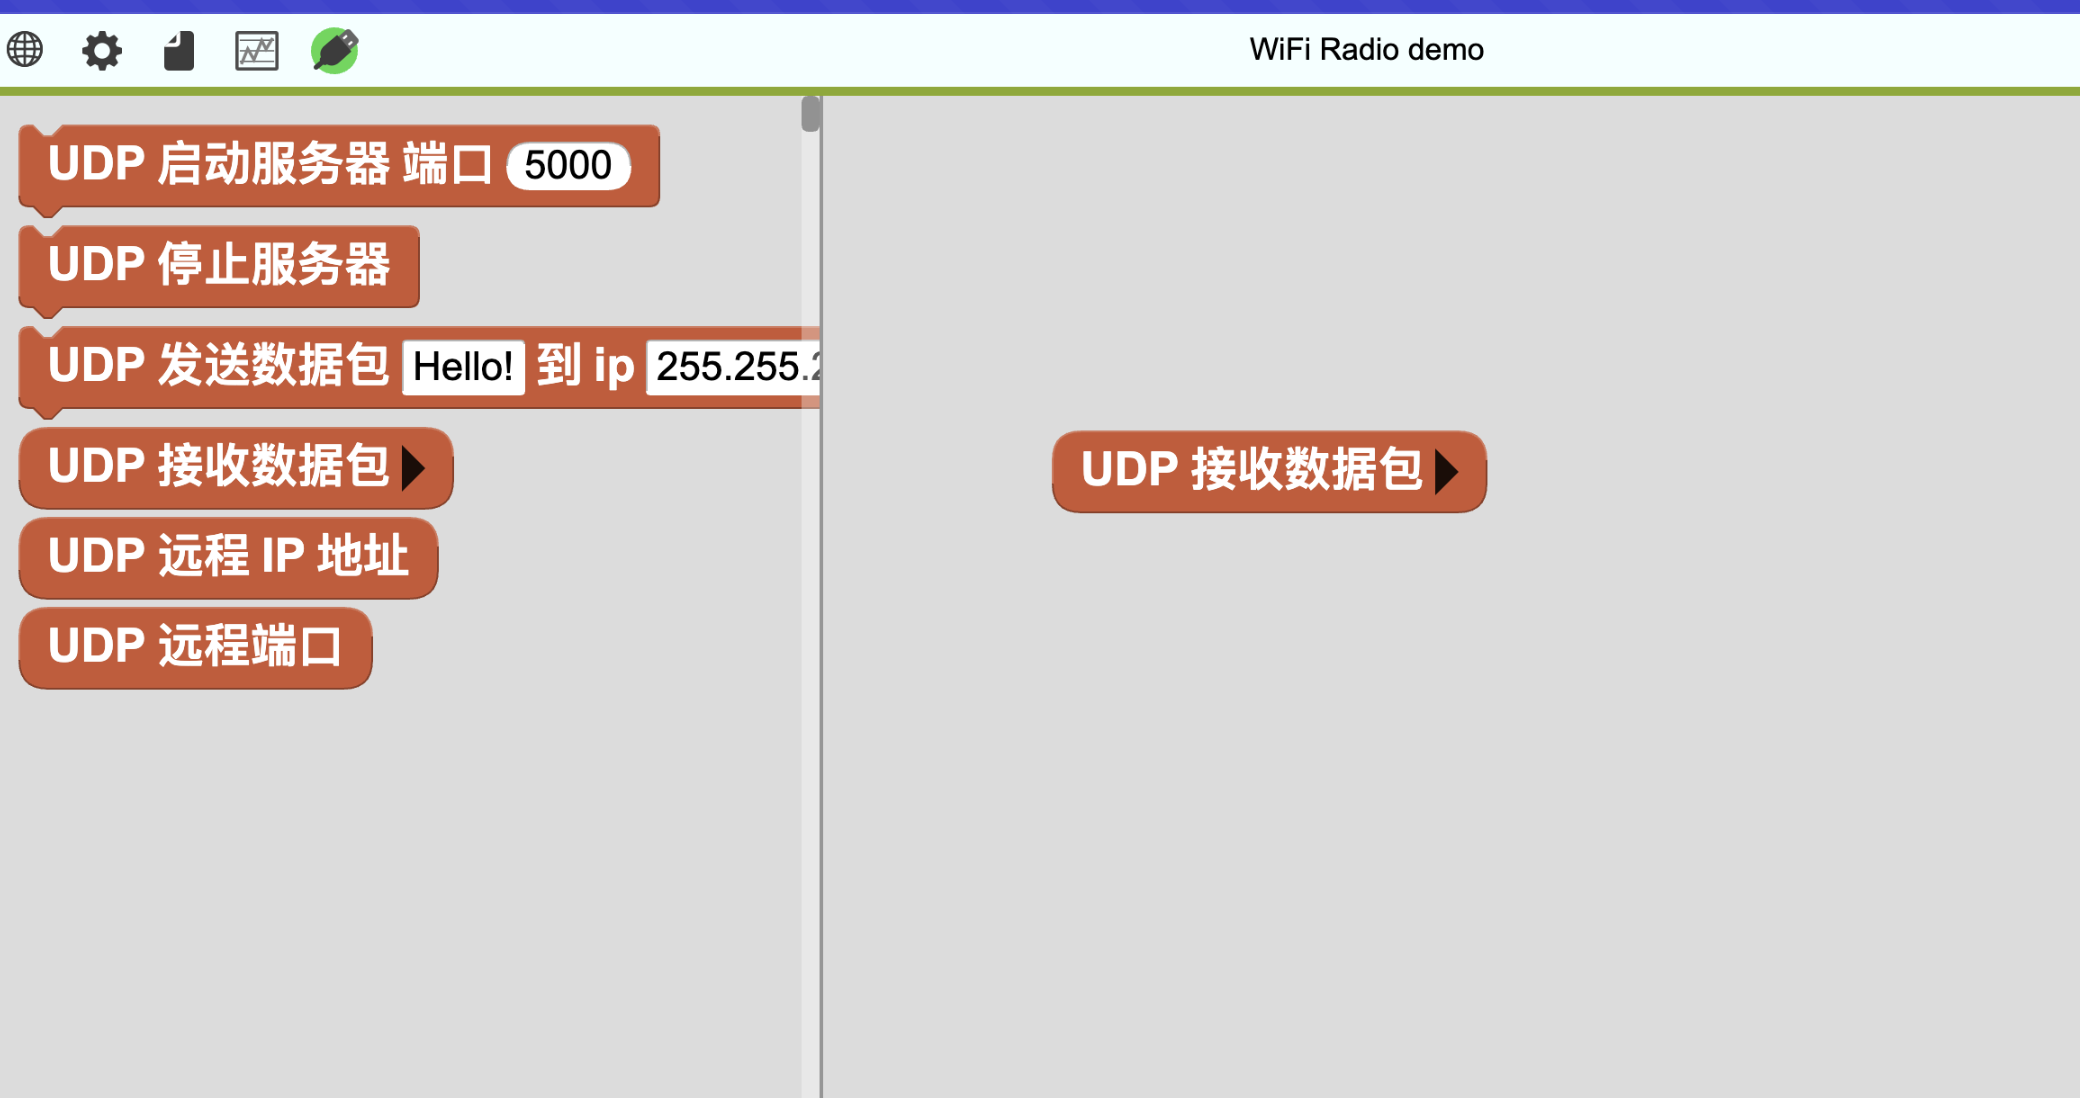 WiFi Radio demo
UDP 启动服务器 端口 5000
UDP 停止服务器
UDP 发送数据包 Hello! 到 ip 255.255.2
UDP 接收数据包
UDP 远程 IP 地址
UDP 远程端口
UDP 接收数据包